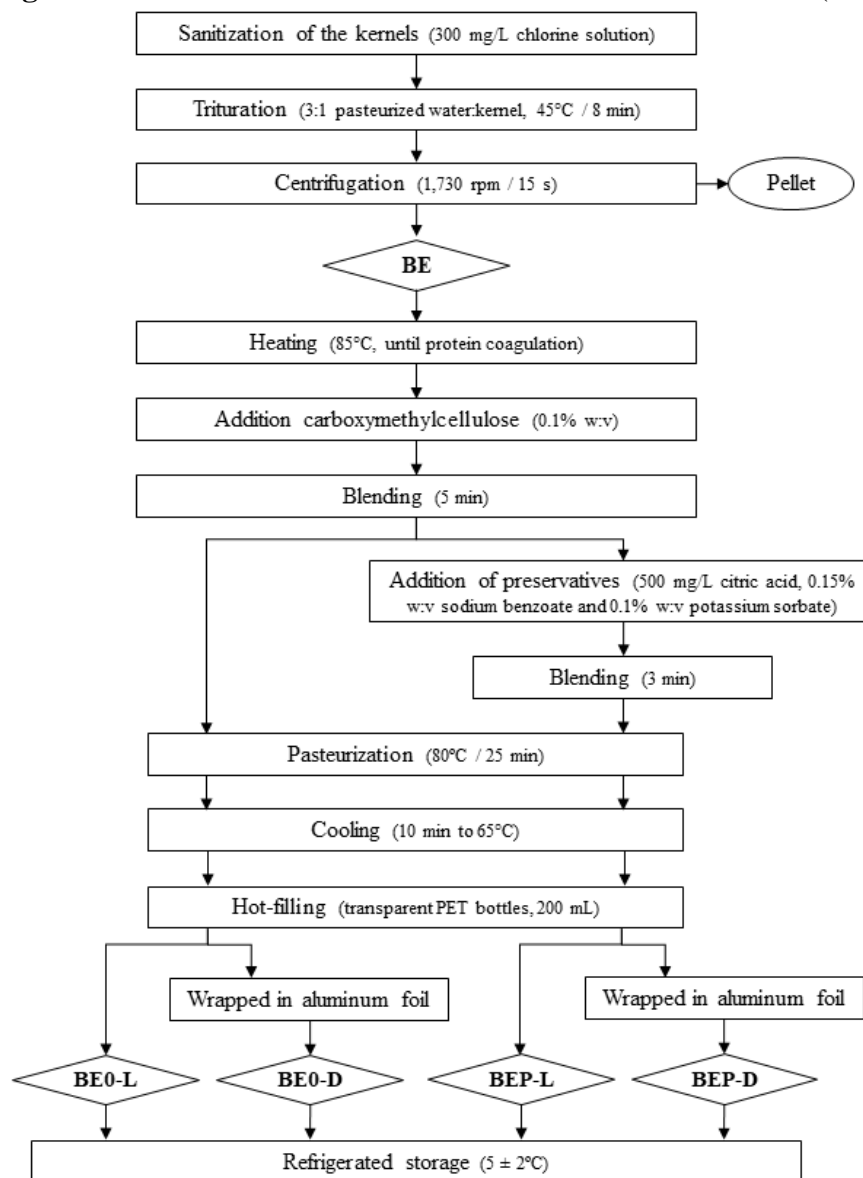 Sanitization of the kernels (300 mg/L chlorine solution)
Trituration (3:1 pasteurized water:kernel, 45°C / 8 min)
Centrifugation (1,730 rpm / 15 s)
Pellet
BE
Heating (85°C, until protein coagulation)
Addition carboxymethylcellulose (0.1% w:v)
Blending (5 min)
Addition of preservatives (500 mg/L citric acid, 0.15%
w:v sodium benzoate and 0.1% w:v potassium sorbate)
Blending (3 min)
Pasteurization (80ºC / 25 min)
Cooling (10 min to 65°C)
Hot-filling (transparent PET bottles, 200 mL)
Wrapped in aluminum foil
Wrapped in aluminum foil
BE0-L
BE0-D
BEP-L
BEP-D
Refrigerated storage (5 ± 2ºC)